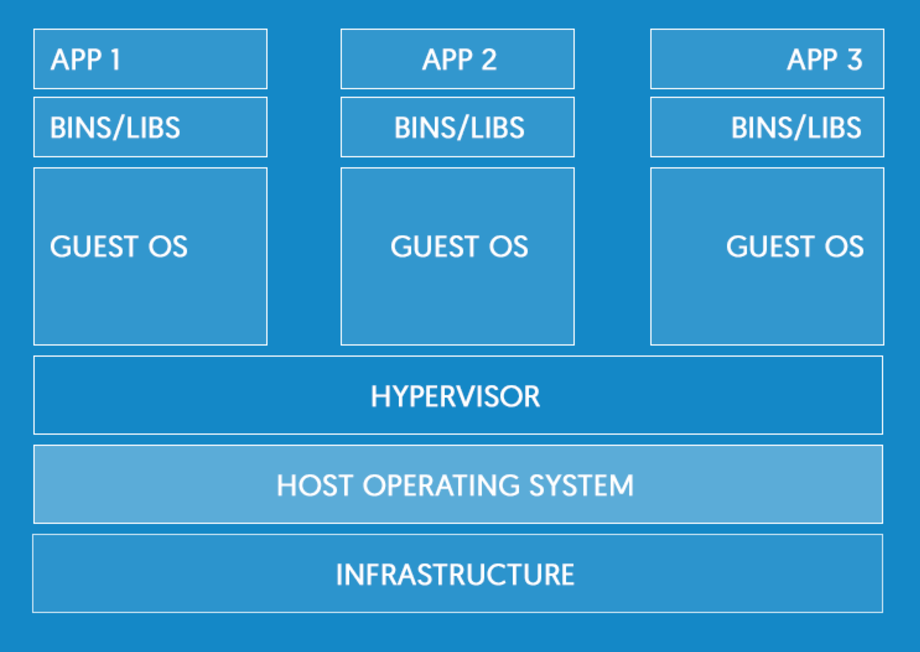 APP 1
APP 2
APP 3
BINS/LIBS
BINS/LIBS
BINS/LIBS
GUEST OS
GUEST OS
GUEST OS
HYPERVISOR
HOST OPERATING SYSTEM
INFRASTRUCTURE